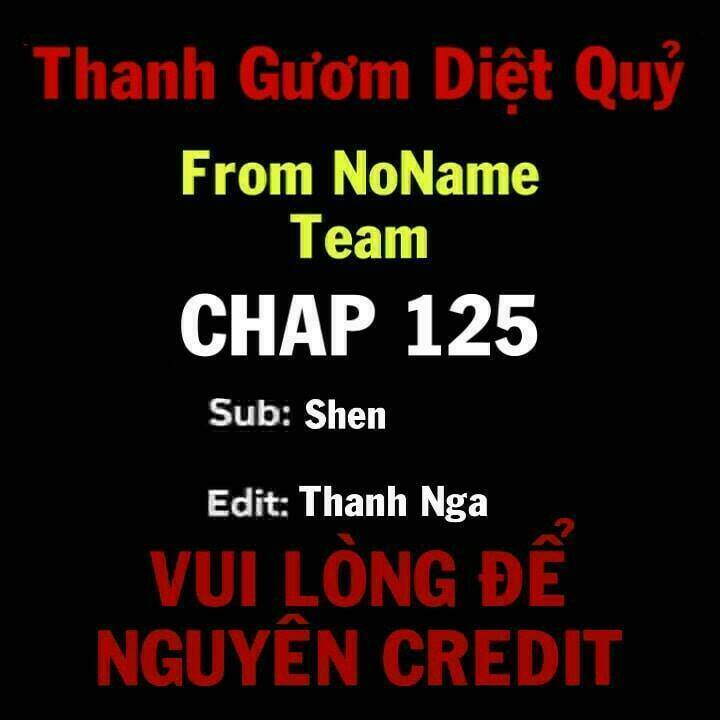 Thanh Gươm Diệt Quỷ
From NoName
Team
CHAP 125
Sub: Shen
Edit: Thanh Nga
VUI LÒNG ĐỂ
NGUYÊN CREDIT